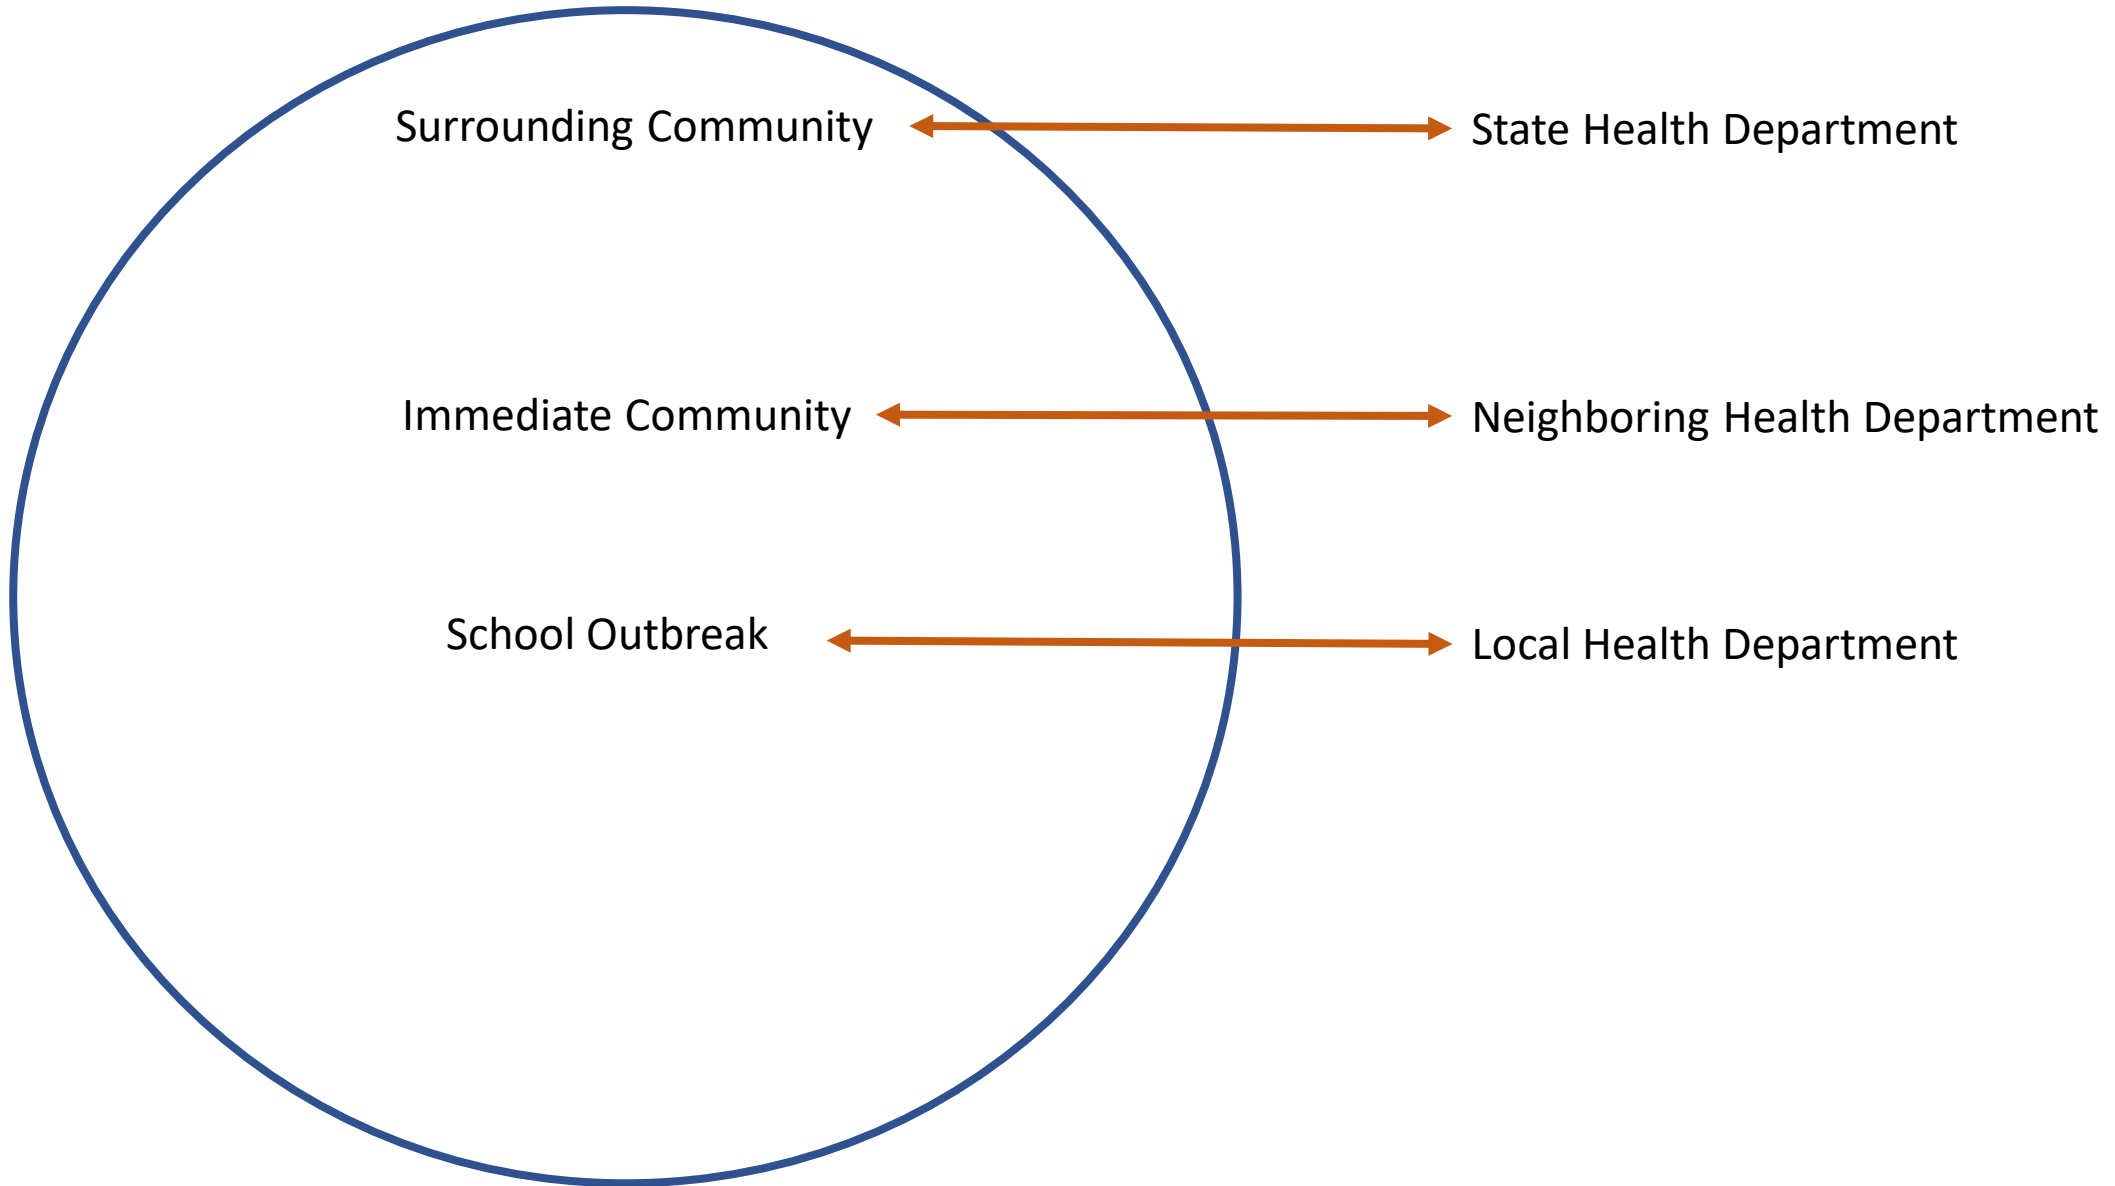 Surrounding Community
State Health Department
Immediate Community
Neighboring Health Department
School Outbreak
Local Health Department